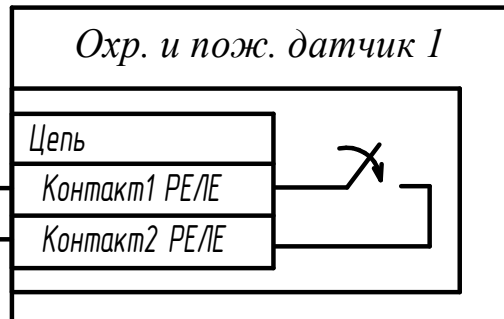 Охр. и пож. датчик 1
Цепь
Контакт1 РЕЛЕ
Контакт2 РЕЛЕ